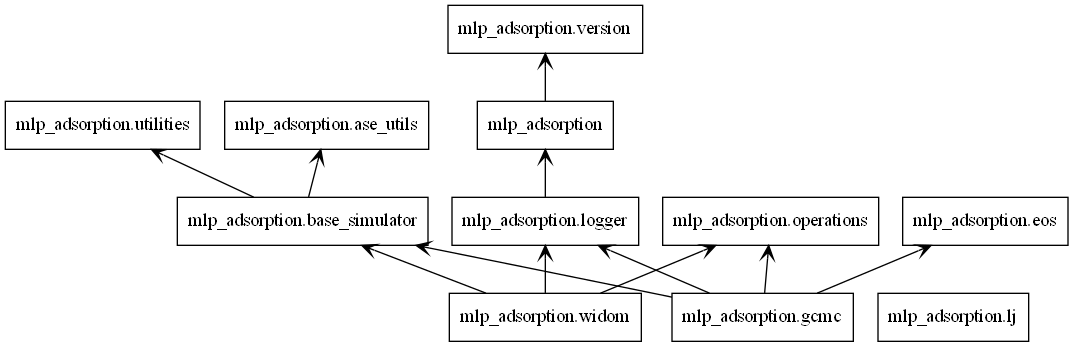 mlp_adsorption.version
mlp_adsorption.utilities
mlp_adsorption.ase_utils
mlp_adsorption
mlp_adsorption.base_simulator
mlp_adsorption.logger
mlp_adsorption.operations
mlp_adsorption.eos
mlp_adsorption.widom
mlp_adsorption.gcmc
mlp_adsorption.lj